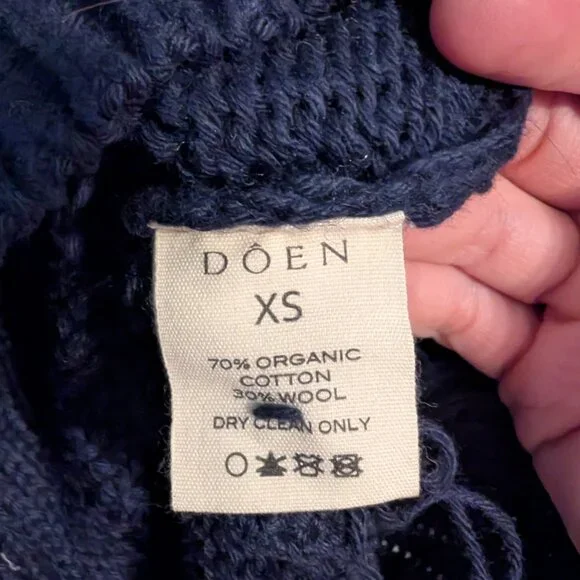 DÔEN
XS
70% ORGANIC
COTTON
30% WOOL
DRY CLEAN ONLY